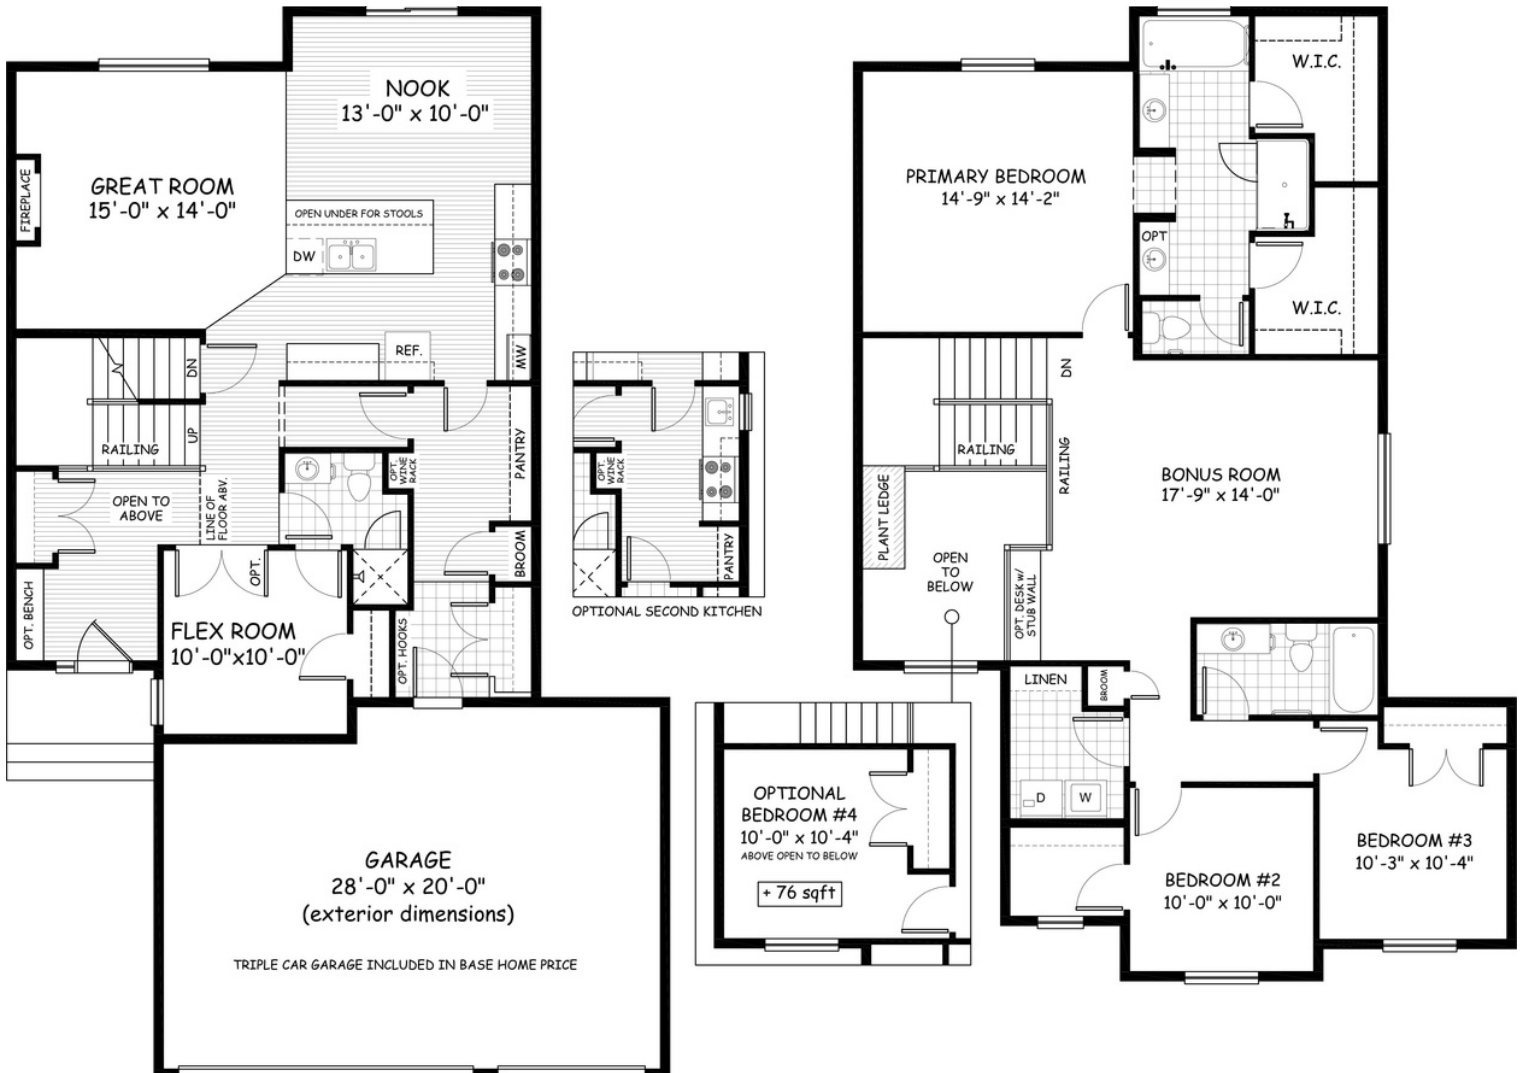 NOOK
13'-0" x 10'-0"
GREAT ROOM
15'-0" x 14'-0"
FIREPLACE
OPEN UNDER FOR STOOLS
DW
REF.
MW
DN
UP
RAILING
PANTRY
OPT.
WINE
RACK
OPEN TO
ABOVE
LINE OF
FLOOR ABV.
BROOM
OPT.
OPT. BENCH
FLEX ROOM
10'-0"x10'-0"
OPT. HOOKS
GARAGE
28'-0" x 20'-0"
(exterior dimensions)
TRIPLE CAR GARAGE INCLUDED IN BASE HOME PRICE
OPT.
WINE
RACK
PANTRY
OPTIONAL SECOND KITCHEN
OPTIONAL
BEDROOM #4
10'-0" x 10'-4"
ABOVE OPEN TO BELOW
+ 76 sqft
W.I.C.
PRIMARY BEDROOM
14'-9" x 14'-2"
OPT
W.I.C.
DN
RAILING
RAILING
BONUS ROOM
17'-9" x 14'-0"
PLANT LEDGE
OPEN
TO
BELOW
OPT. DESK w/
STUB WALL
LINEN
BROOM
D
W
BEDROOM #2
10'-0" x 10'-0"
BEDROOM #3
10'-3" x 10'-4"